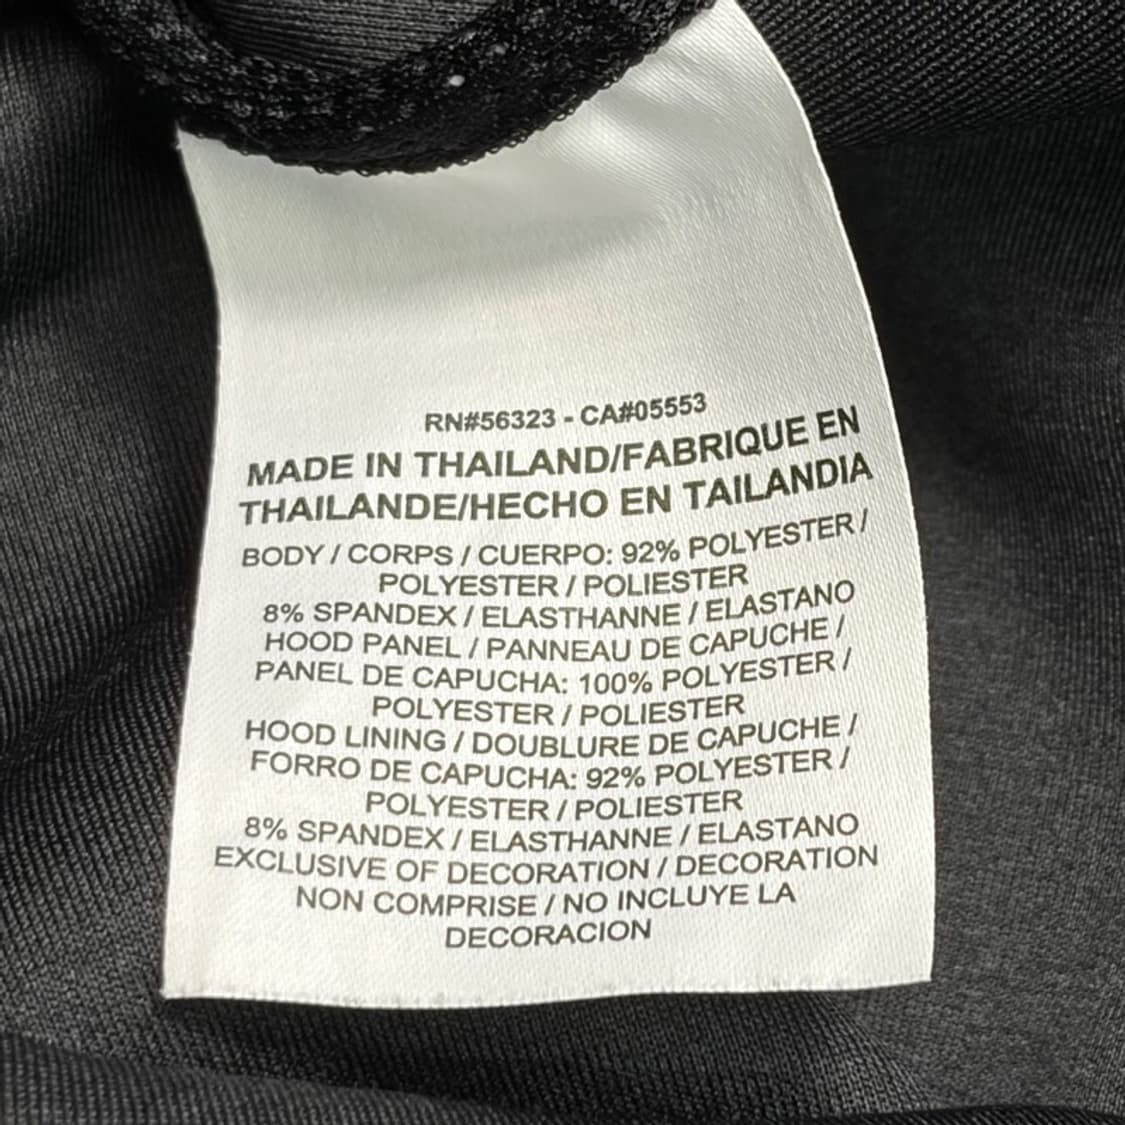 RN#56323 - CA#05553
MADE IN THAILAND/FABRIQUE EN
THAILANDE/HECHO EN TAILANDIA
BODY / CORPS / CUERPO: 92% POLYESTER /
POLYESTER / POLIESTER
8% SPANDEX / ELASTHANNE / ELASTANO
HOOD PANEL / PANNEAU DE CAPUCHE /
PANEL DE CAPUCHA: 100% POLYESTER /
POLYESTER / POLIESTER
HOOD LINING / DOUBLURE DE CAPUCHE /
FORRO DE CAPUCHA: 92% POLYESTER /
POLYESTER / POLIESTER
8% SPANDEX / ELASTHANNE / ELASTANO
EXCLUSIVE OF DECORATION / DECORATION
NON COMPRISE / NO INCLUYE LA
DECORACION